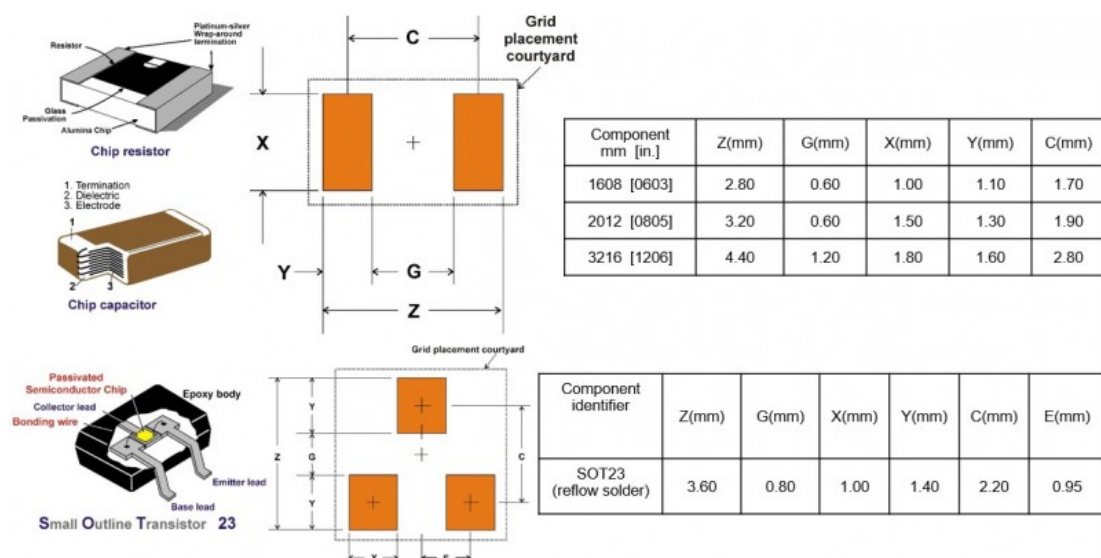 Platinum-silver
Wrap-around
termination
Resistor
Glass
Passivation
Alumina Chip
Chip resistor
1. Termination
2. Dielectric
3. Electrode
1
2
3
Chip capacitor
C
Grid
placement
courtyard
X
Y
G
Z
Component
mm [in.] Z(mm) G(mm) X(mm) Y(mm) C(mm)
1608 [0603] 2.80 0.60 1.00 1.10 1.70
2012 [0805] 3.20 0.60 1.50 1.30 1.90
3216 [1206] 4.40 1.20 1.80 1.60 2.80
Passivated
Semiconductor Chip
Collector lead
Bonding wire
Epoxy body
Emitter lead
Base lead
Small Outline Transistor 23
Grid placement courtyard
Y
Z
G
C
Y
X
E
Component
identifier Z(mm) G(mm) X(mm) Y(mm) C(mm) E(mm)
SOT23
(reflow solder) 3.60 0.80 1.00 1.40 2.20 0.95